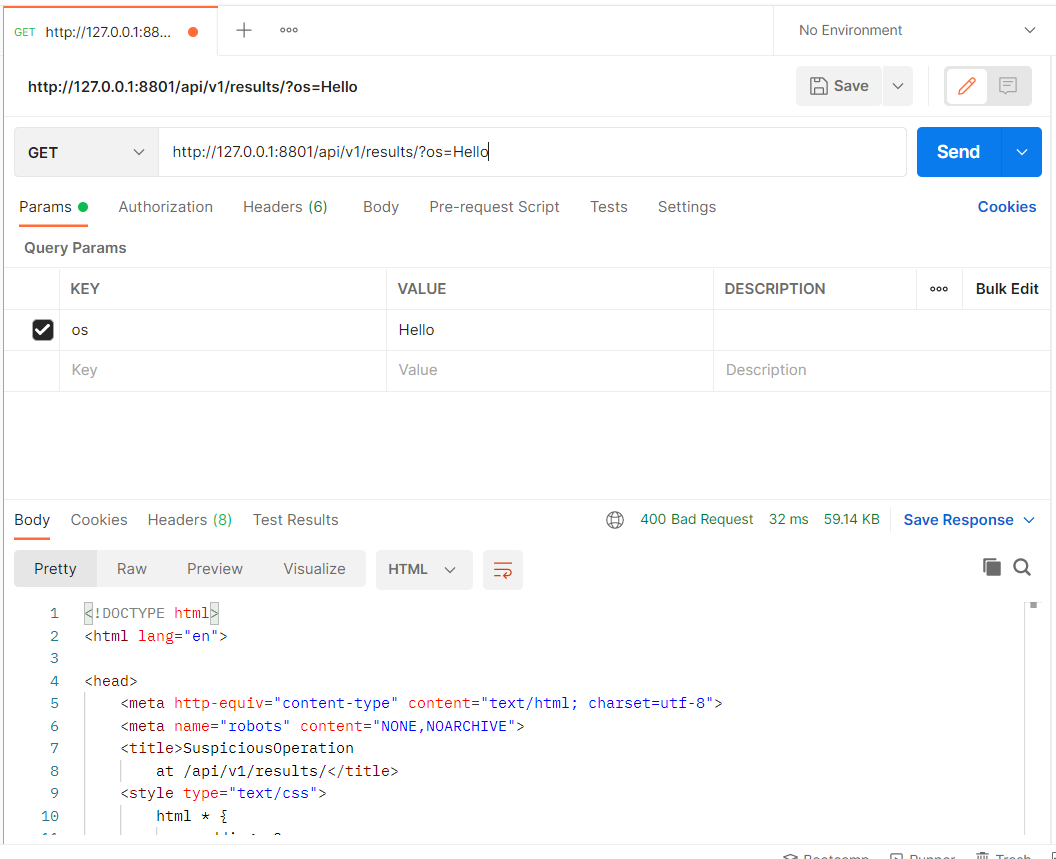 GET http://127.0.0.1:88... No Environment
http://127.0.0.1:8801/api/v1/results/?os=Hello Save
GET http://127.0.0.1:8801/api/v1/results/?os=Hello Send
Params Authorization Headers (6) Body Pre-request Script Tests Settings Cookies
Query Params
KEY VALUE DESCRIPTION Bulk Edit
os Hello
Key Value Description
Body Cookies Headers (8) Test Results 400 Bad Request 32 ms 59.14 KB Save Response
Pretty Raw Preview Visualize HTML
1 <!DOCTYPE html>
2 <html lang="en">
3
4 <head>
5 <meta http-equiv="content-type" content="text/html; charset=utf-8">
6 <meta name="robots" content="NONE,NOARCHIVE">
7 <title>SuspiciousOperation
8 at /api/v1/results/</title>
9 <style type="text/css">
10 html * {
Bootcamp Runner Trash